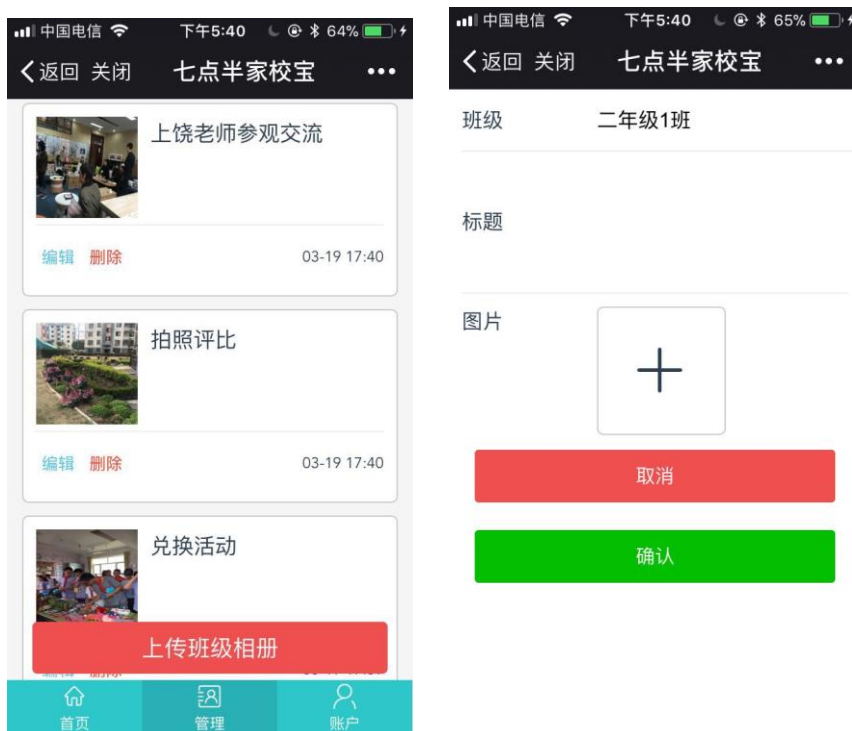 中国电信 下午5:40 64%
返回 关闭 七点半家校宝
上饶老师参观交流
编辑 删除 03-19 17:40
拍照评比
编辑 删除 03-19 17:40
兑换活动
上传班级相册
首页 管理 账户
中国电信 下午5:40 65%
返回 关闭 七点半家校宝
班级 二年级1班
标题
图片
取消
确认